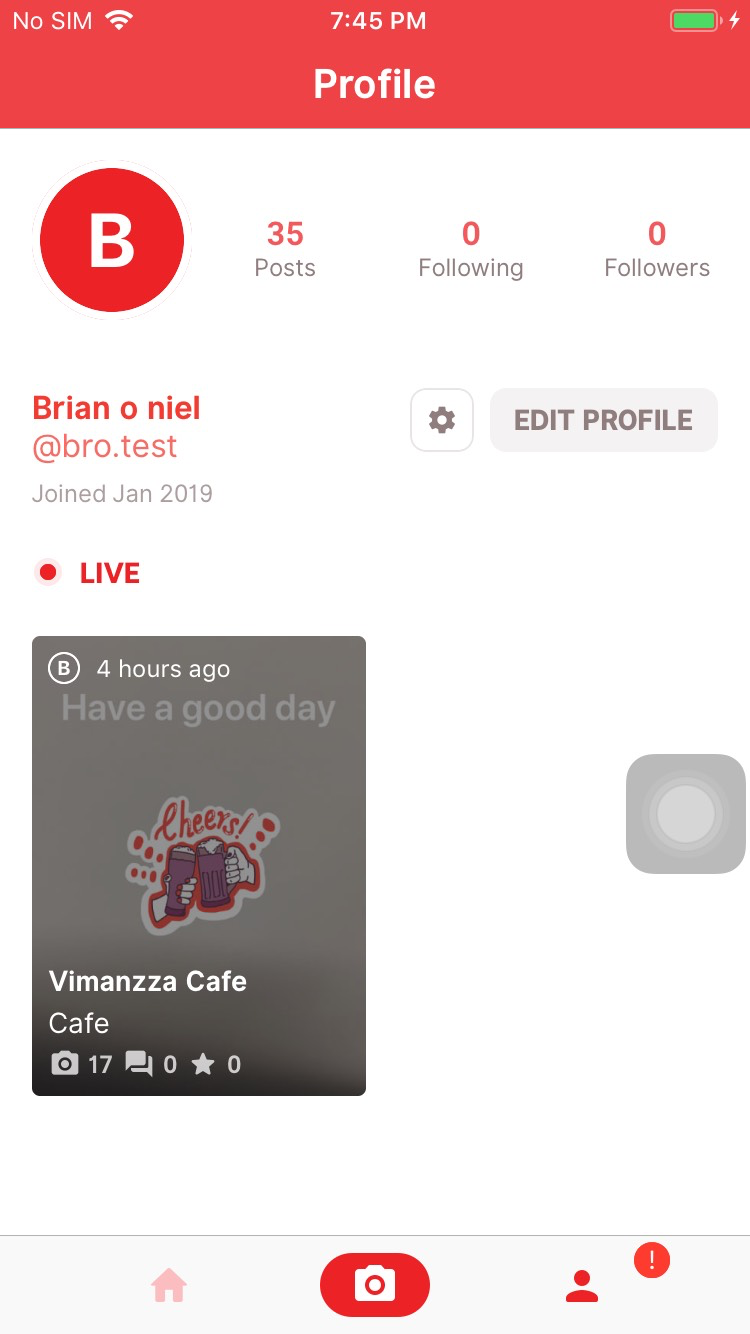 No SIM 7:45 PM
Profile
B
35 0 0
Posts Following Followers
Brian o niel
EDIT PROFILE
@bro.test
Joined Jan 2019
LIVE
B 4 hours ago
Have a good day
Cheers!
Vimanzza Cafe
Cafe
17 0 0
!